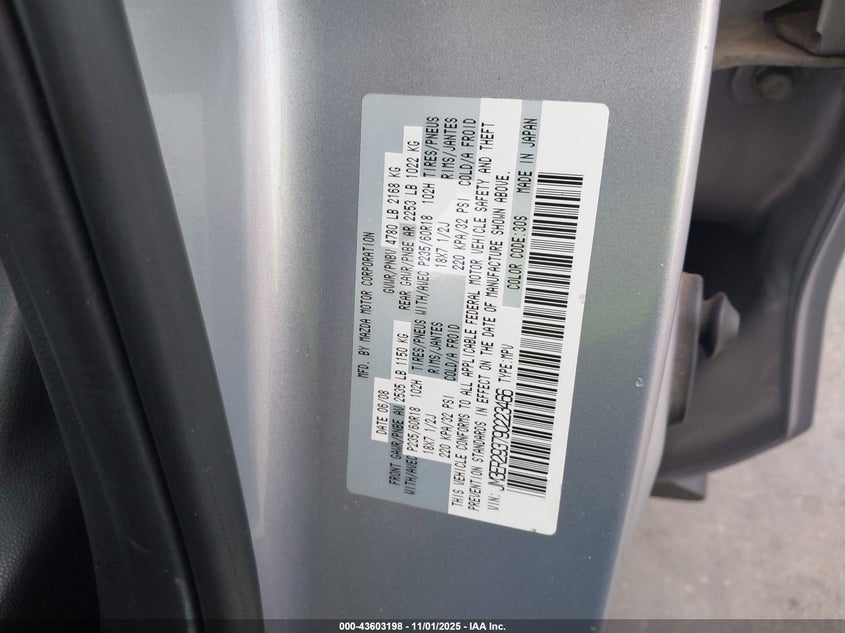 MFD. BY MAZDA MOTOR CORPORATION
DATE 06/08 GVWR/PNBV 4780 LB 2168 KG
FRONT GAWR/PNBE AV 2535 LB 1150 KG REAR GAWR/PNBE AR 2253 LB 1022 KG
WITH/AVEC P235/60R18 102H TIRES/PNEUS WITH/AVEC P235/60R18 102H TIRES/PNEUS
18X7 1/2J RIMS/JANTES 18X7 1/2J RIMS/JANTES
220 KPA/32 PSI COLD/A FROID 220 KPA/32 PSI COLD/A FROID
THIS VEHICLE CONFORMS TO ALL APPLICABLE FEDERAL MOTOR VEHICLE SAFETY AND THEFT
PREVENTION STANDARDS IN EFFECT ON THE DATE OF MANUFACTURE SHOWN ABOVE.
VIN: JM3ER293790223466 TYPE:MPV COLOR CODE:30S
MADE IN JAPAN
000-43603198 - 11/01/2025 - IAA Inc.